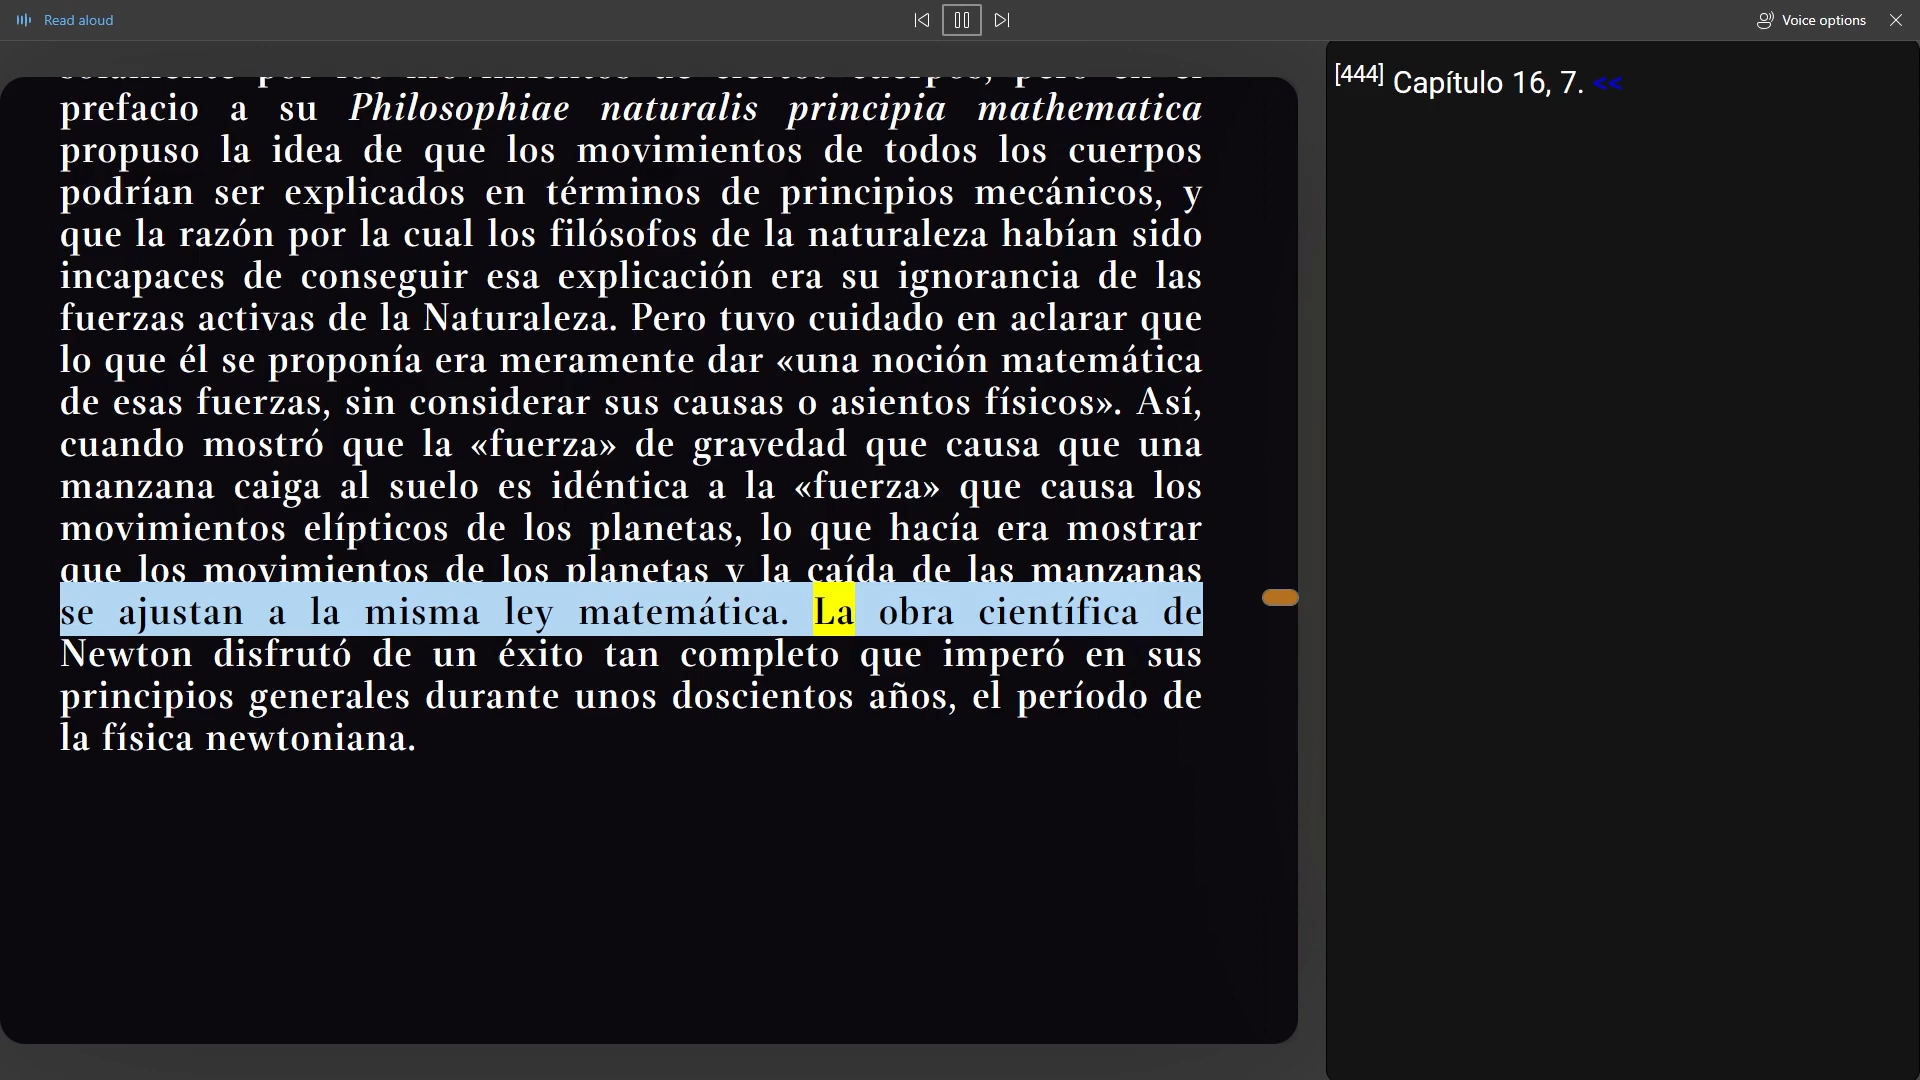 Read aloud
Voice options
prefacio a su Philosophiae naturalis principia mathematica
propuso la idea de que los movimientos de todos los cuerpos
podrían ser explicados en términos de principios mecánicos, y
que la razón por la cual los filósofos de la naturaleza habían sido
incapaces de conseguir esa explicación era su ignorancia de las
fuerzas activas de la Naturaleza. Pero tuvo cuidado en aclarar que
lo que él se proponía era meramente dar «una noción matemática
de esas fuerzas, sin considerar sus causas o asientos físicos». Así,
cuando mostró que la «fuerza» de gravedad que causa que una
manzana caiga al suelo es idéntica a la «fuerza» que causa los
movimientos elípticos de los planetas, lo que hacía era mostrar
que los movimientos de los planetas y la caída de las manzanas
se ajustan a la misma ley matemática. La obra científica de
Newton disfrutó de un éxito tan completo que imperó en sus
principios generales durante unos doscientos años, el período de
la física newtoniana.
[444] Capítulo 16, 7. <<